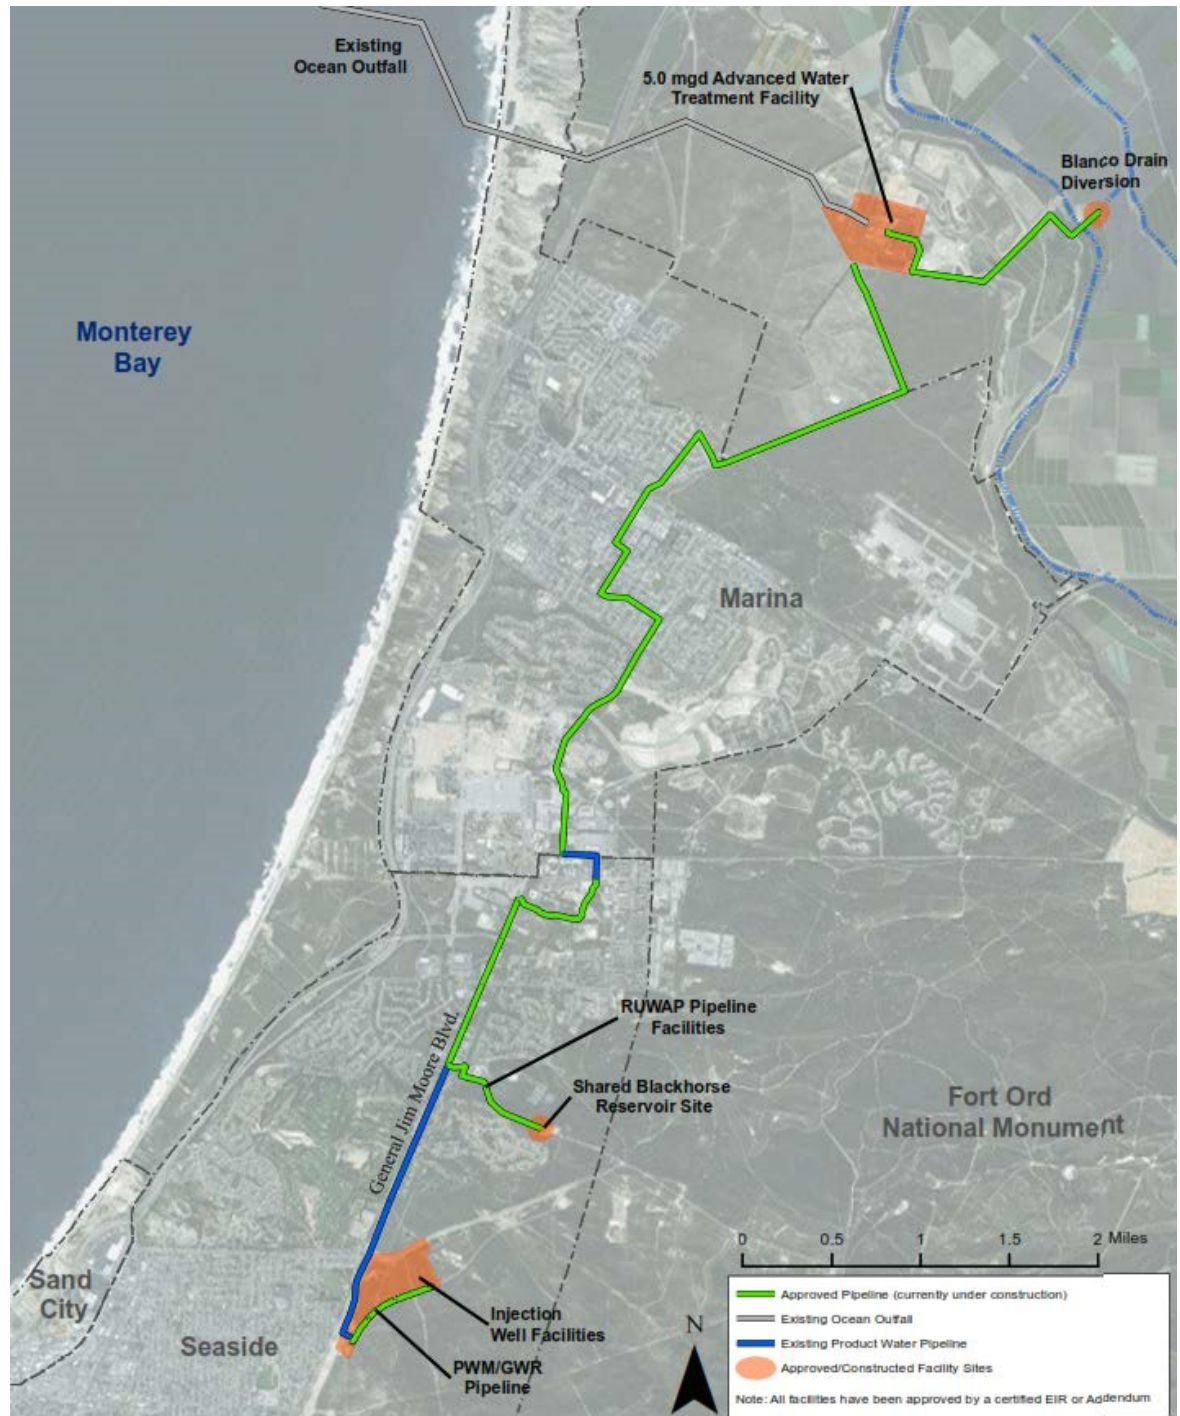 Existing
Ocean Outfall
5.0 mgd Advanced Water
Treatment Facility
Blanco Drain
Diversion
Monterey
Bay
Marina
RUWAP Pipeline
Facilities
General Jim Moore Blvd.
Shared Blackhorse
Reservoir Site
Fort Ord
National Monument
Sand
City
Seaside
Injection
Well Facilities
PWM/GWR
Pipeline
N
0 0.5 1 1.5 2 Miles
Approved Pipeline (currently under construction)
Existing Ocean Outfall
Existing Product Water Pipeline
Approved/Constructed Facility Sites
Note: All facilities have been approved by a certified EIR or Addendum